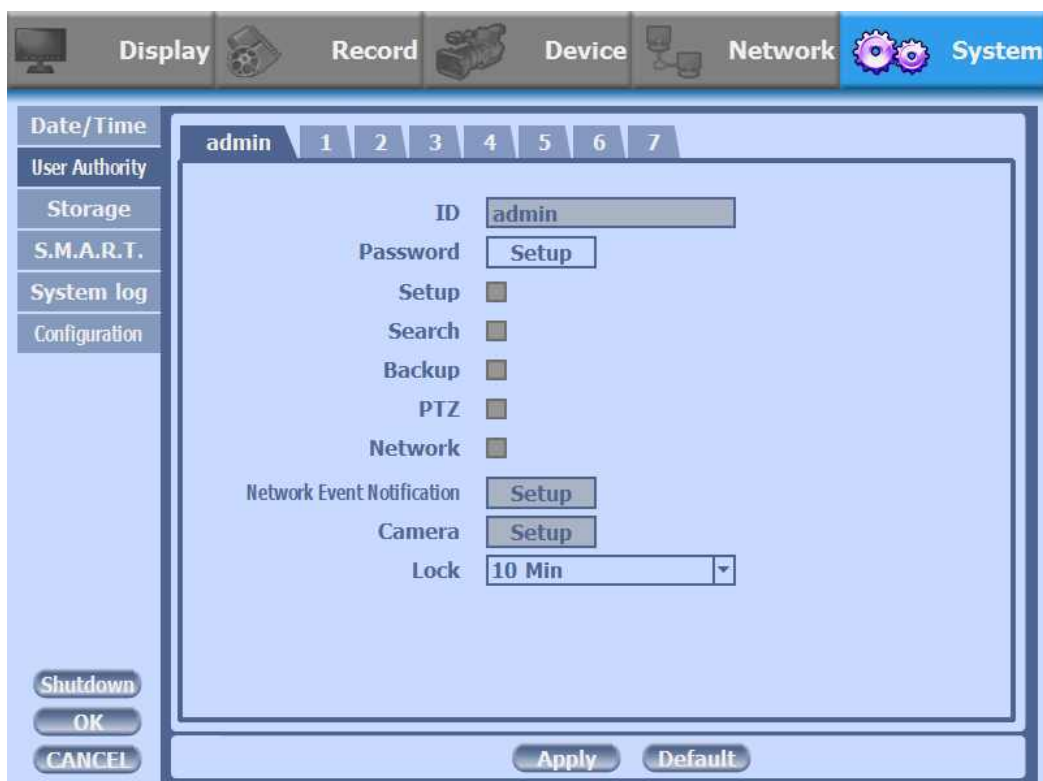 Display Record Device Network System
Date/Time
User Authority
Storage
S.M.A.R.T.
System log
Configuration
admin 1 2 3 4 5 6 7
ID admin
Password Setup
Setup
Search
Backup
PTZ
Network
Network Event Notification Setup
Camera Setup
Lock 10 Min
Shutdown
OK
CANCEL
Apply Default